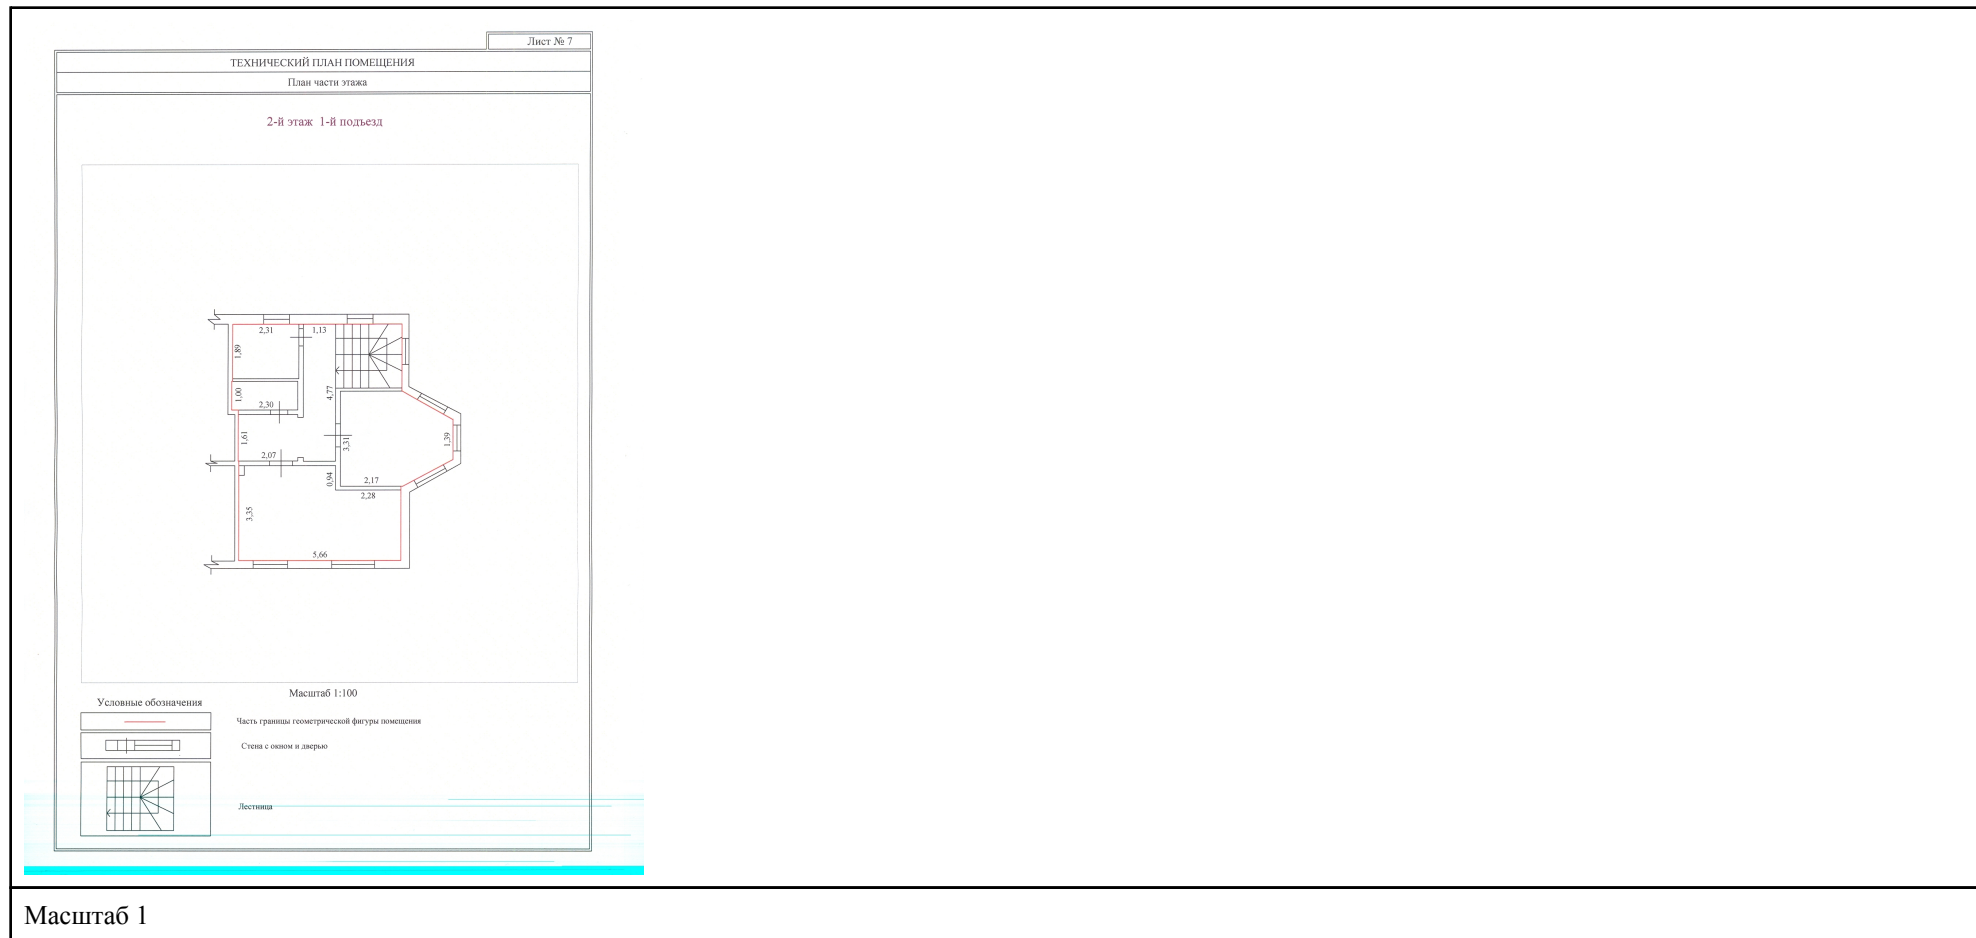 Лист № 7
ТЕХНИЧЕСКИЙ ПЛАН ПОМЕЩЕНИЯ
План части этажа
2-й этаж 1-й подъезд
2,31
1,13
1,89
1,00
4,77
2,30
1,61
3,31
1,39
2,07
0,94
2,17
2,28
3,35
5,66
Масштаб 1:100
Условные обозначения
Часть границы геометрической фигуры помещения
Стена с окном и дверью
Лестница
Масштаб 1